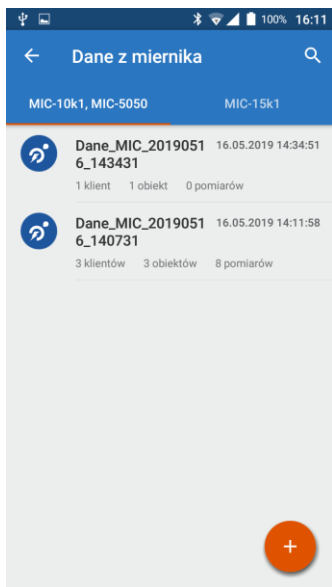 100% 16:11
Dane z miernika
MIC-10k1, MIC-5050 MIC-15k1
Dane_MIC_2019051 16.05.2019 14:34:51
6_143431
1 klient 1 obiekt 0 pomiarów
Dane_MIC_2019051 16.05.2019 14:11:58
6_140731
3 klientów 3 obiektów 8 pomiarów